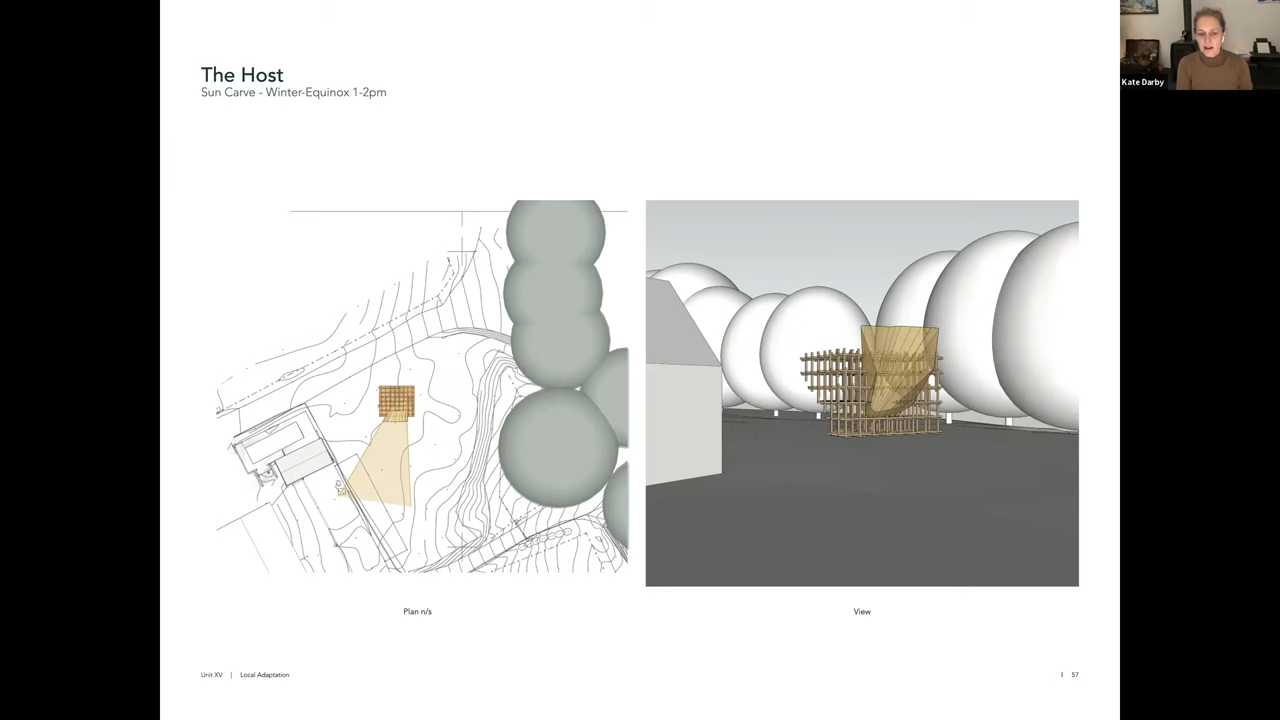 The Host
Sun Carve - Winter-Equinox 1-2pm
Kate Darby
Plan n/s
View
Unit XV | Local Adaptation
I 57